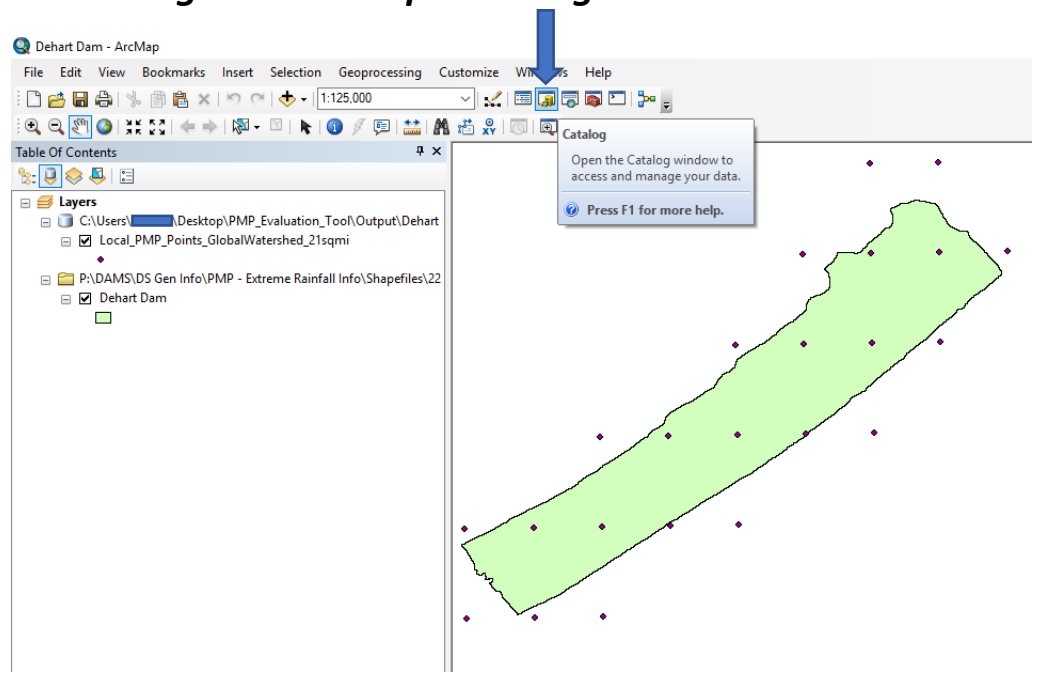 Dehart Dam - ArcMap
File Edit View Bookmarks Insert Selection Geoprocessing Customize Windows Help
1:125,000
Table Of Contents
Catalog
Open the Catalog window to
access and manage your data.
Press F1 for more help.
Layers
C:\Users\ \Desktop\PMP_Evaluation_Tool\Output\Dehart
Local_PMP_Points_GlobalWatershed_21sqmi
P:\DAMS\DS Gen Info\PMP - Extreme Rainfall Info\Shapefiles\22
Dehart Dam